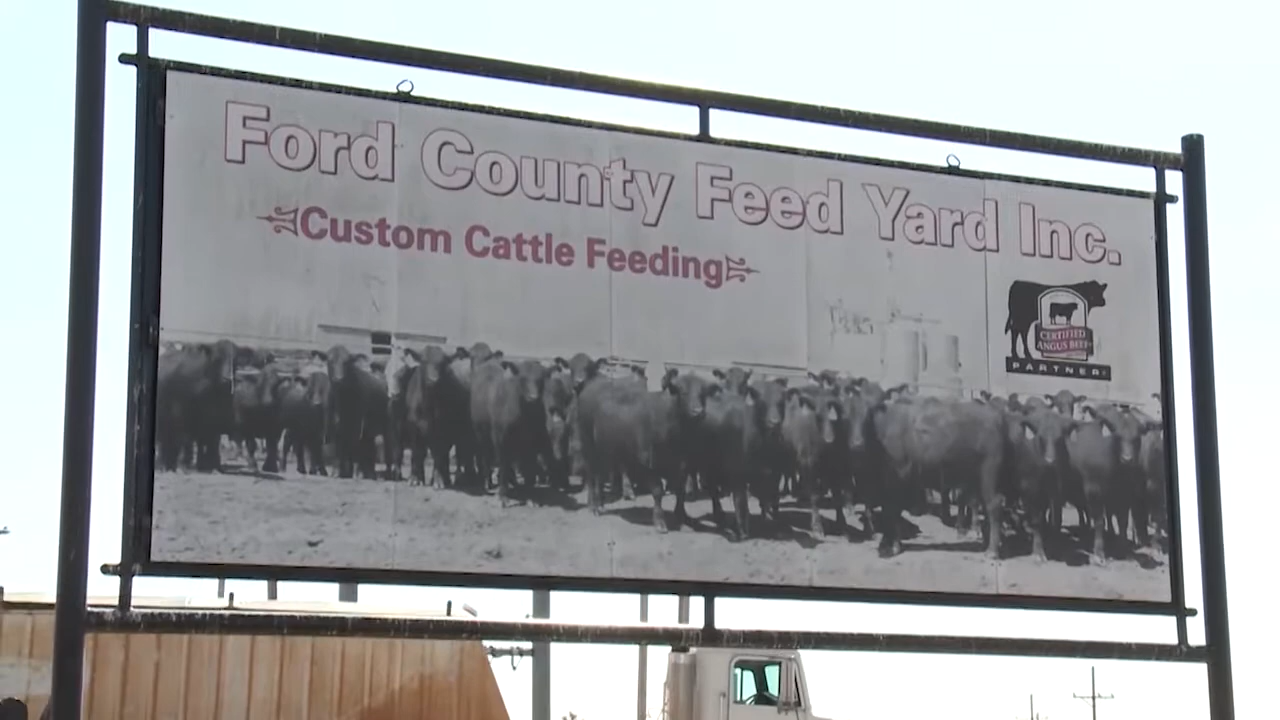 Ford County Feed Yard Inc.
Custom Cattle Feeding
CERTIFIED
ANGUS BEEF
PARTNER